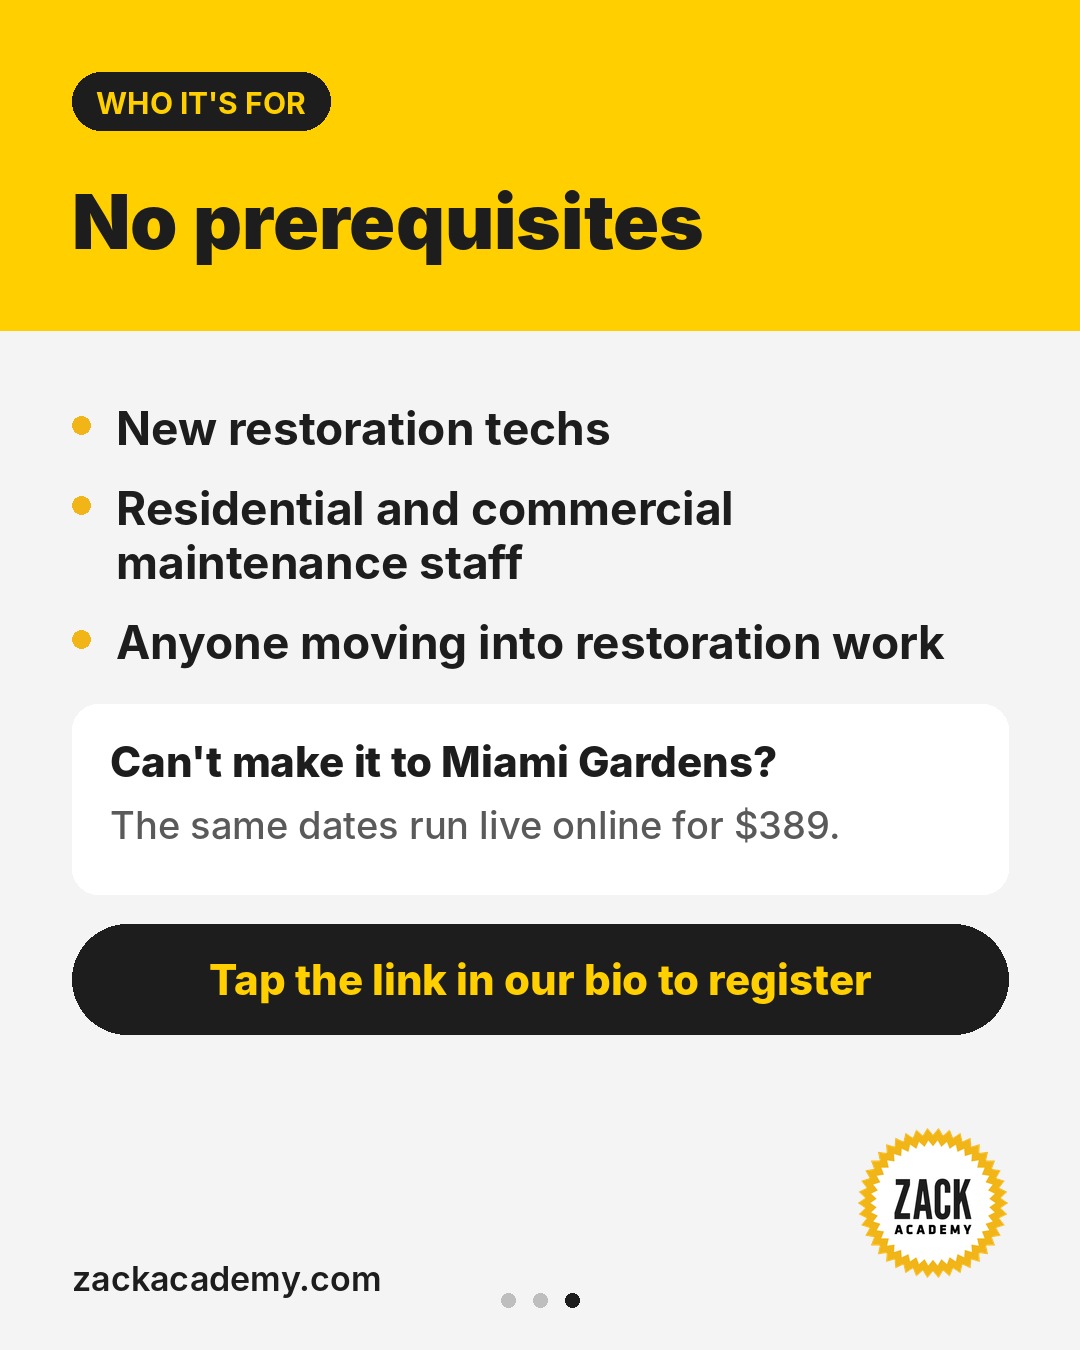 WHO IT'S FOR
No prerequisites
New restoration techs
Residential and commercial
maintenance staff
Anyone moving into restoration work
Can't make it to Miami Gardens?
The same dates run live online for $389.
Tap the link in our bio to register
ZACK
ACADEMY
zackacademy.com